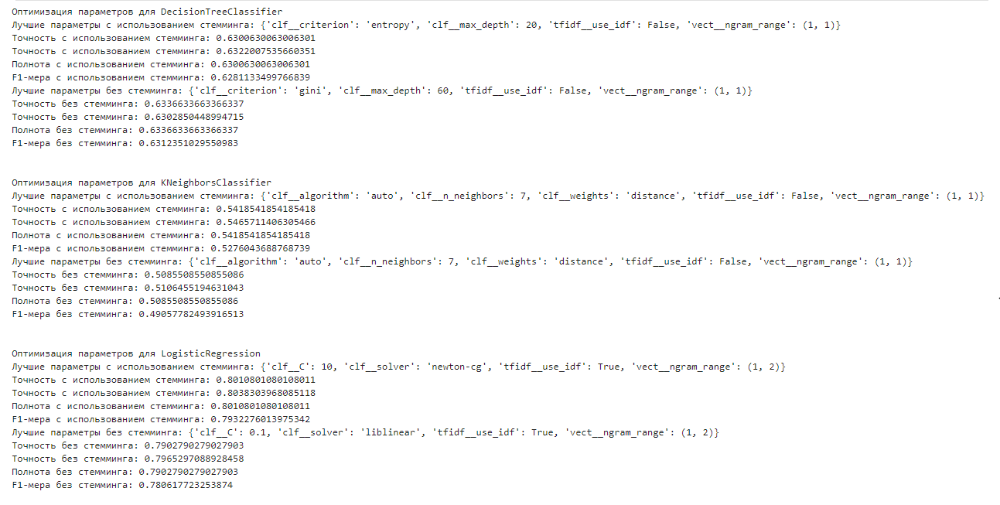 Оптимизация параметров для DecisionTreeClassifier
Лучшие параметры с использованием стемминга: {'clf__criterion': 'entropy', 'clf__max_depth': 20, 'tfidf__use_idf': False, 'vect__ngram_range': (1, 1)}
Точность с использованием стемминга: 0.6300630063006301
Точность с использованием стемминга: 0.6322007535660351
Полнота с использованием стемминга: 0.6300630063006301
F1-мера с использованием стемминга: 0.6281133499766839
Лучшие параметры без стемминга: {'clf__criterion': 'gini', 'clf__max_depth': 60, 'tfidf__use_idf': False, 'vect__ngram_range': (1, 1)}
Точность без стемминга: 0.6336633663366337
Точность без стемминга: 0.6302850448994715
Полнота без стемминга: 0.6336633663366337
F1-мера без стемминга: 0.6312351029550983
Оптимизация параметров для KNeighborsClassifier
Лучшие параметры с использованием стемминга: {'clf__algorithm': 'auto', 'clf__n_neighbors': 7, 'clf__weights': 'distance', 'tfidf__use_idf': False, 'vect__ngram_range': (1, 1)}
Точность с использованием стемминга: 0.5418541854185418
Точность с использованием стемминга: 0.5465711406305466
Полнота с использованием стемминга: 0.5418541854185418
F1-мера с использованием стемминга: 0.5276043688768739
Лучшие параметры без стемминга: {'clf__algorithm': 'auto', 'clf__n_neighbors': 7, 'clf__weights': 'distance', 'tfidf__use_idf': False, 'vect__ngram_range': (1, 1)}
Точность без стемминга: 0.5085508550855086
Точность без стемминга: 0.5106455194631043
Полнота без стемминга: 0.5085508550855086
F1-мера без стемминга: 0.49057782493916513
Оптимизация параметров для LogisticRegression
Лучшие параметры с использованием стемминга: {'clf__C': 10, 'clf__solver': 'newton-cg', 'tfidf__use_idf': True, 'vect__ngram_range': (1, 2)}
Точность с использованием стемминга: 0.8010801080108011
Точность с использованием стемминга: 0.8038303968085118
Полнота с использованием стемминга: 0.8010801080108011
F1-мера с использованием стемминга: 0.7932276013975342
Лучшие параметры без стемминга: {'clf__C': 0.1, 'clf__solver': 'liblinear', 'tfidf__use_idf': True, 'vect__ngram_range': (1, 2)}
Точность без стемминга: 0.7902790279027903
Точность без стемминга: 0.7965297088928458
Полнота без стемминга: 0.7902790279027903
F1-мера без стемминга: 0.780617723253874